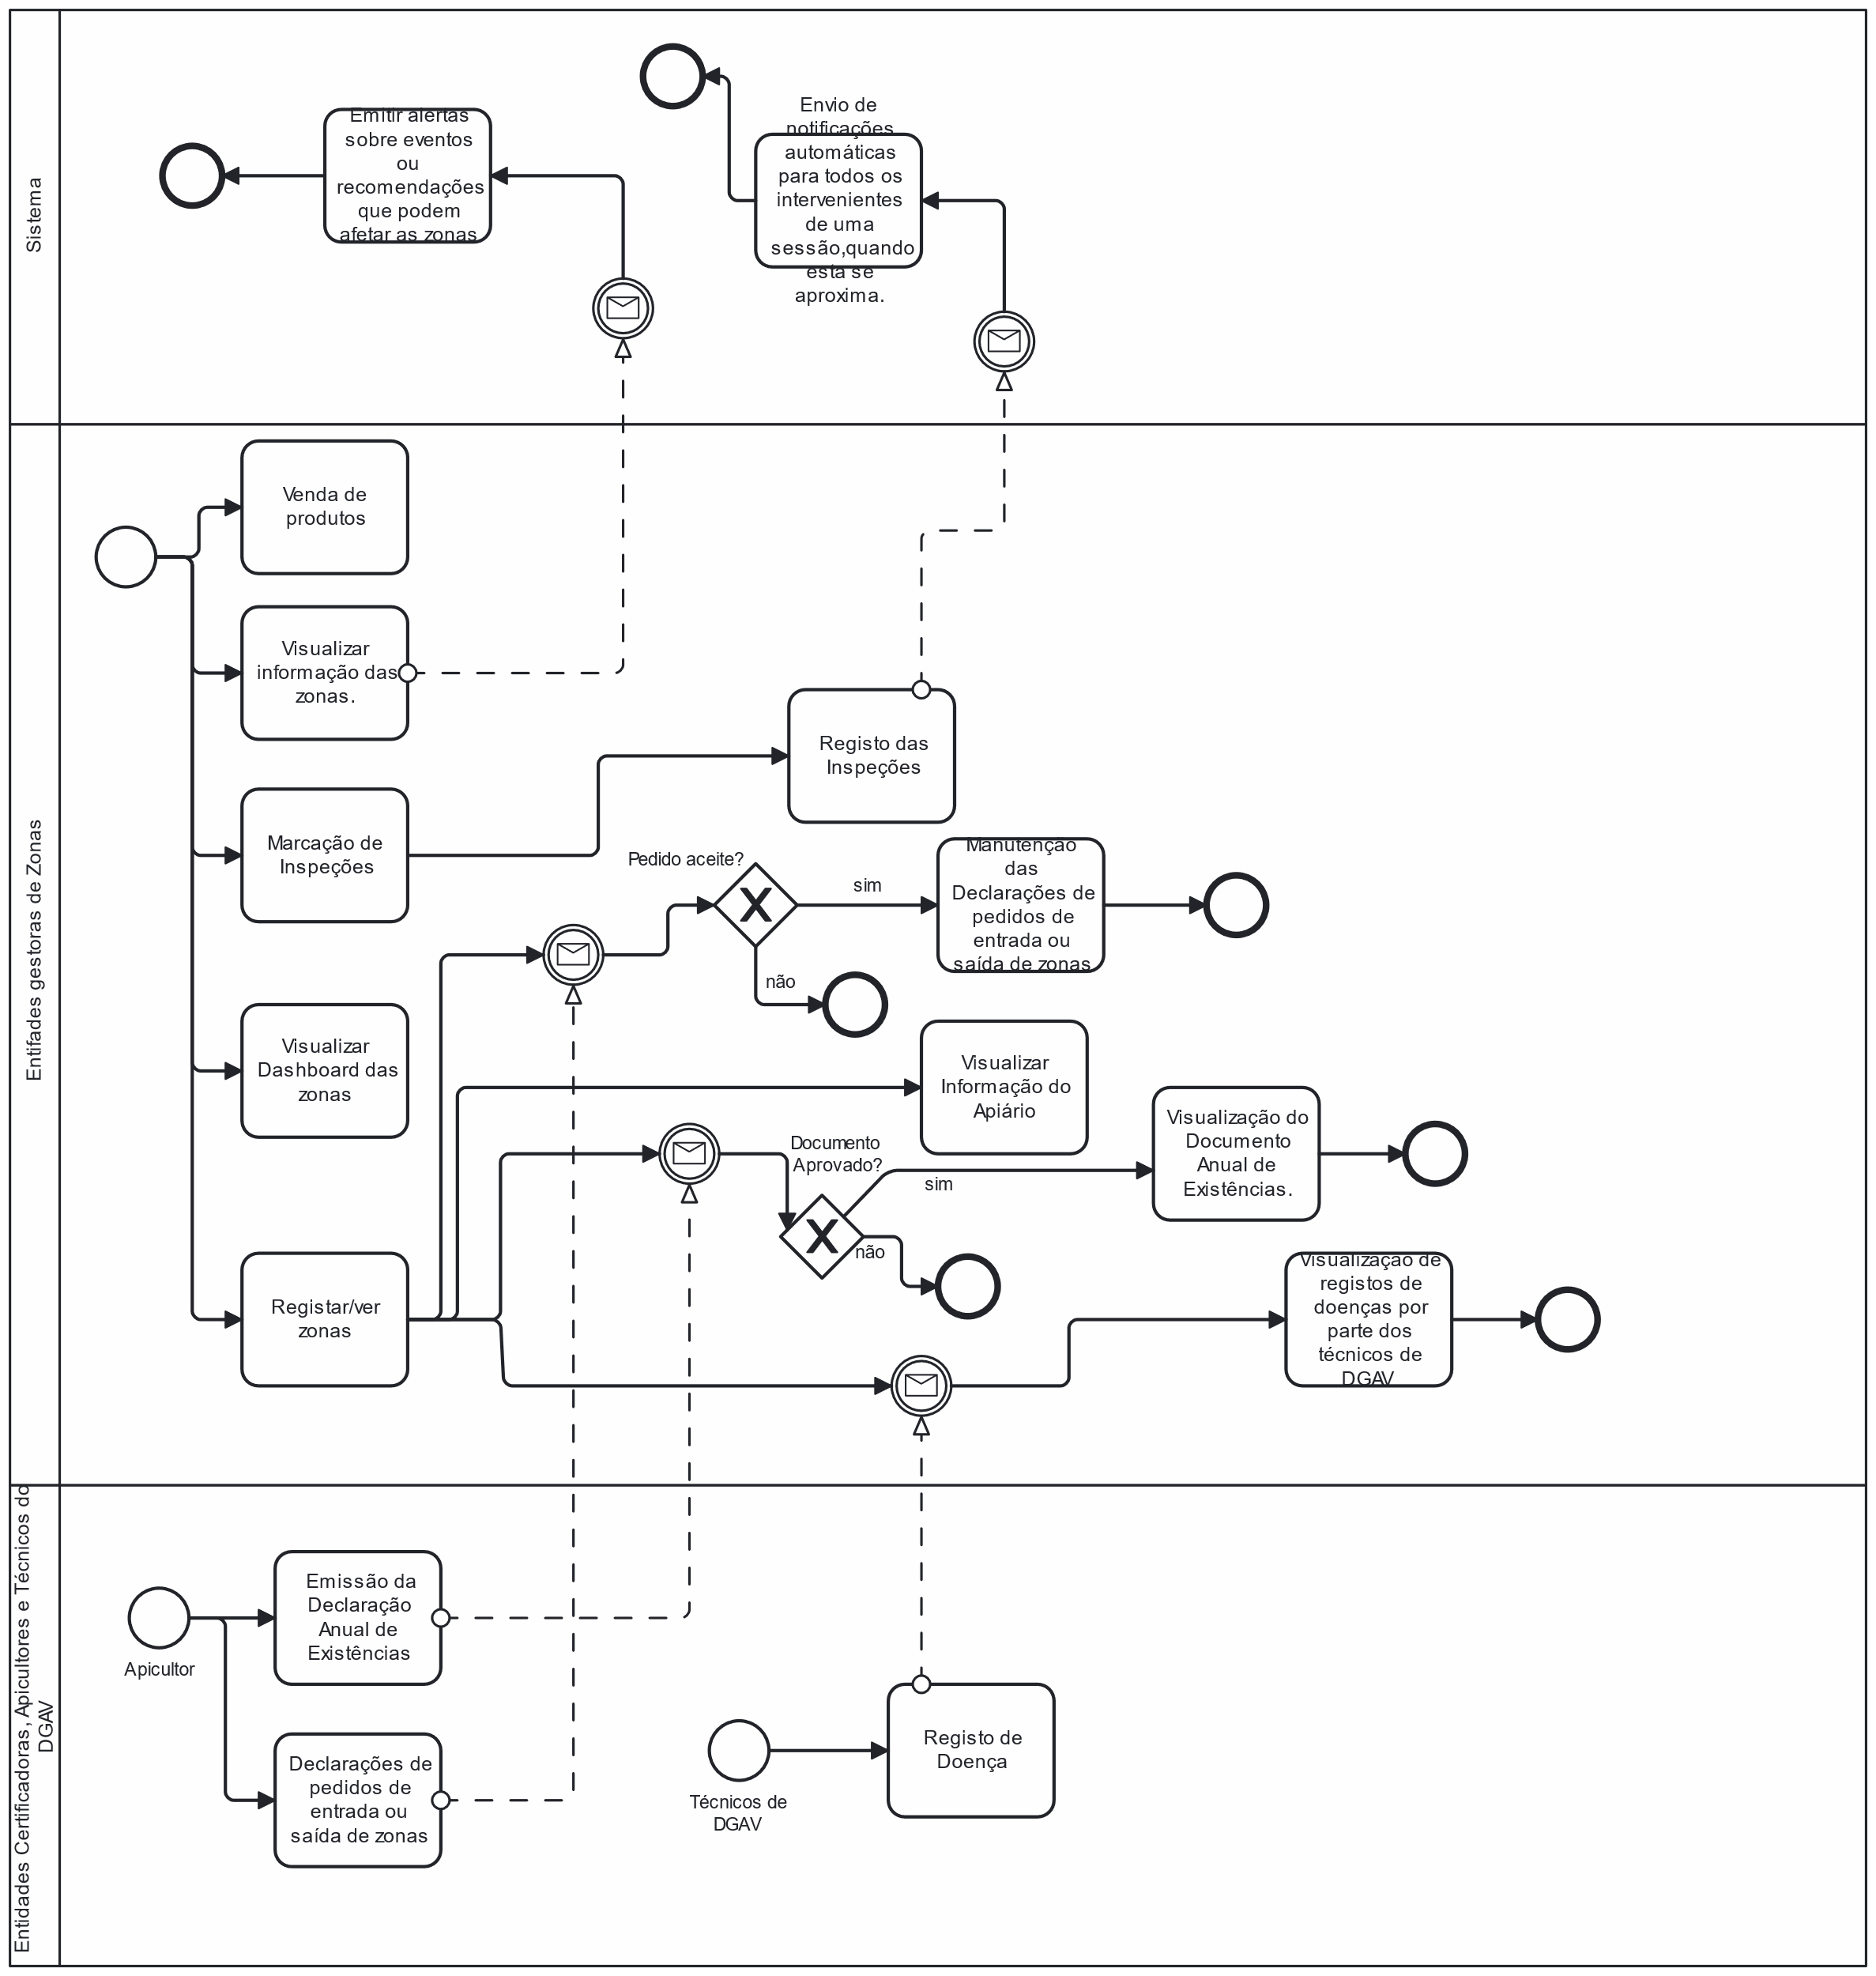 Sistema
Emitir alertas
sobre eventos
ou
recomendações
que podem
afetar as zonas
Envio de
notificações
automáticas
para todos os
intervenientes
de uma
sessão,quando
esta se
aproxima.
Entifades gestoras de Zonas
Venda de
produtos
Visualizar
informação das
zonas.
Registo das
Inspeções
Marcação de
Inspeções
Pedido aceite?
sim
não
Manutenção
das
Declarações de
pedidos de
entrada ou
saída de zonas
Visualizar
Dashboard das
zonas
Visualizar
Informação do
Apiário
Documento
Aprovado?
sim
não
Visualização do
Documento
Anual de
Existências.
Registar/ver
zonas
Visualização de
registos de
doenças por
parte dos
técnicos de
DGAV
Entidades Certificadoras, Apicultores e Técnicos do
DGAV
Apicultor
Emissão da
Declaração
Anual de
Existências
Declarações de
pedidos de
entrada ou
saída de zonas
Técnicos de
DGAV
Registo de
Doença